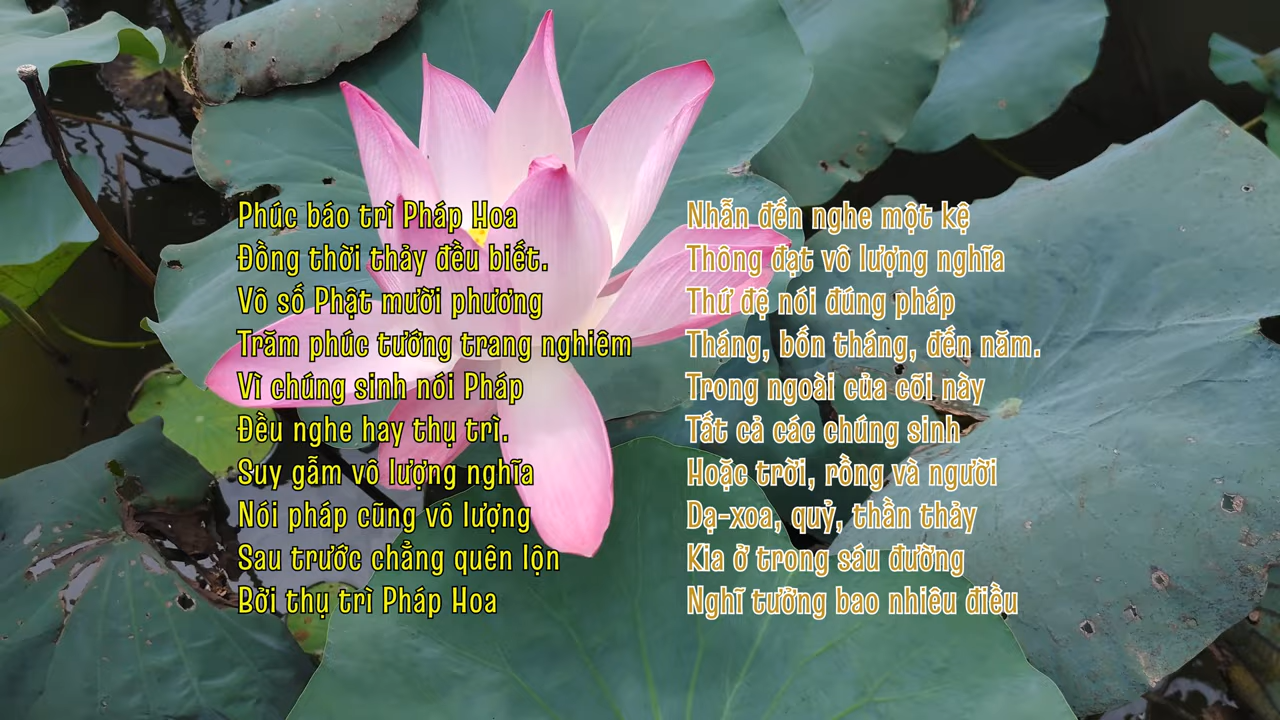 Phúc báo trì Pháp Hoa
Đồng thời thảy đều biết.
Vô số Phật mười phương
Trăm phúc tướng trang nghiêm
Vì chúng sinh nói Pháp
Đều nghe hay thụ trì.
Suy gẫm vô lượng nghĩa
Nói pháp cũng vô lượng
Sau trước chẳng quên lộn
Bởi thụ trì Pháp Hoa
Nhẫn đến nghe một kệ
Thông đạt vô lượng nghĩa
Thứ đệ nói đúng pháp
Tháng, bốn tháng, đến năm.
Trong ngoài của cõi này
Tất cả các chúng sinh
Hoặc trời, rồng và người
Dạ-xoa, quỷ, thần thảy
Kia ở trong sáu đường
Nghĩ tưởng bao nhiêu điều